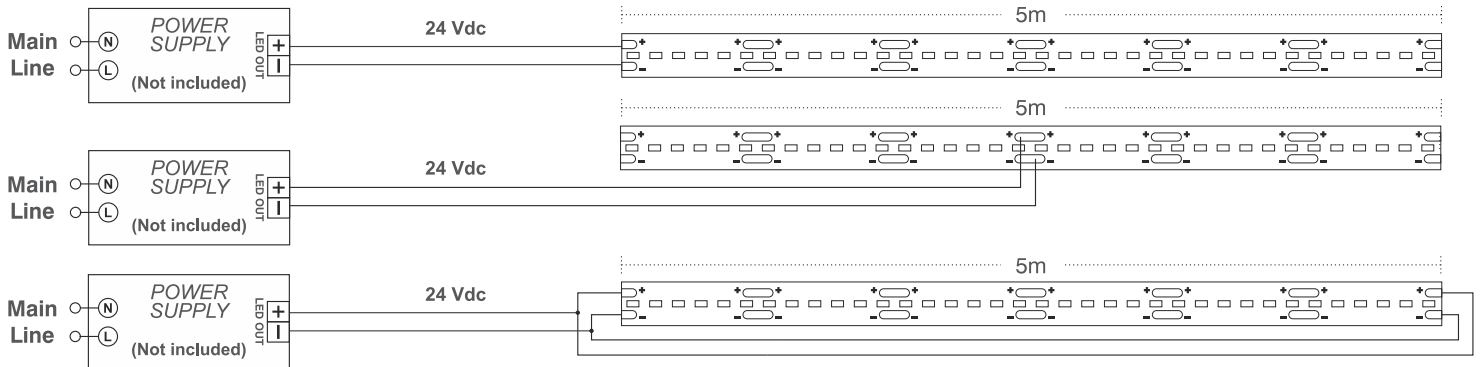 5m
POWER
SUPPLY
24 Vdc
Main N LED OUT + −
Line L
(Not included)
+ + + + + + + + + + + +
− − − − − − − − − − − −
5m
POWER
SUPPLY
24 Vdc
Main N LED OUT + −
Line L
(Not included)
+ + + + + + + + + + + +
− − − − − − − − − − − −
5m
POWER
SUPPLY
24 Vdc
Main N LED OUT + −
Line L
(Not included)
+ + + + + + + + + + + +
− − − − − − − − − − − −